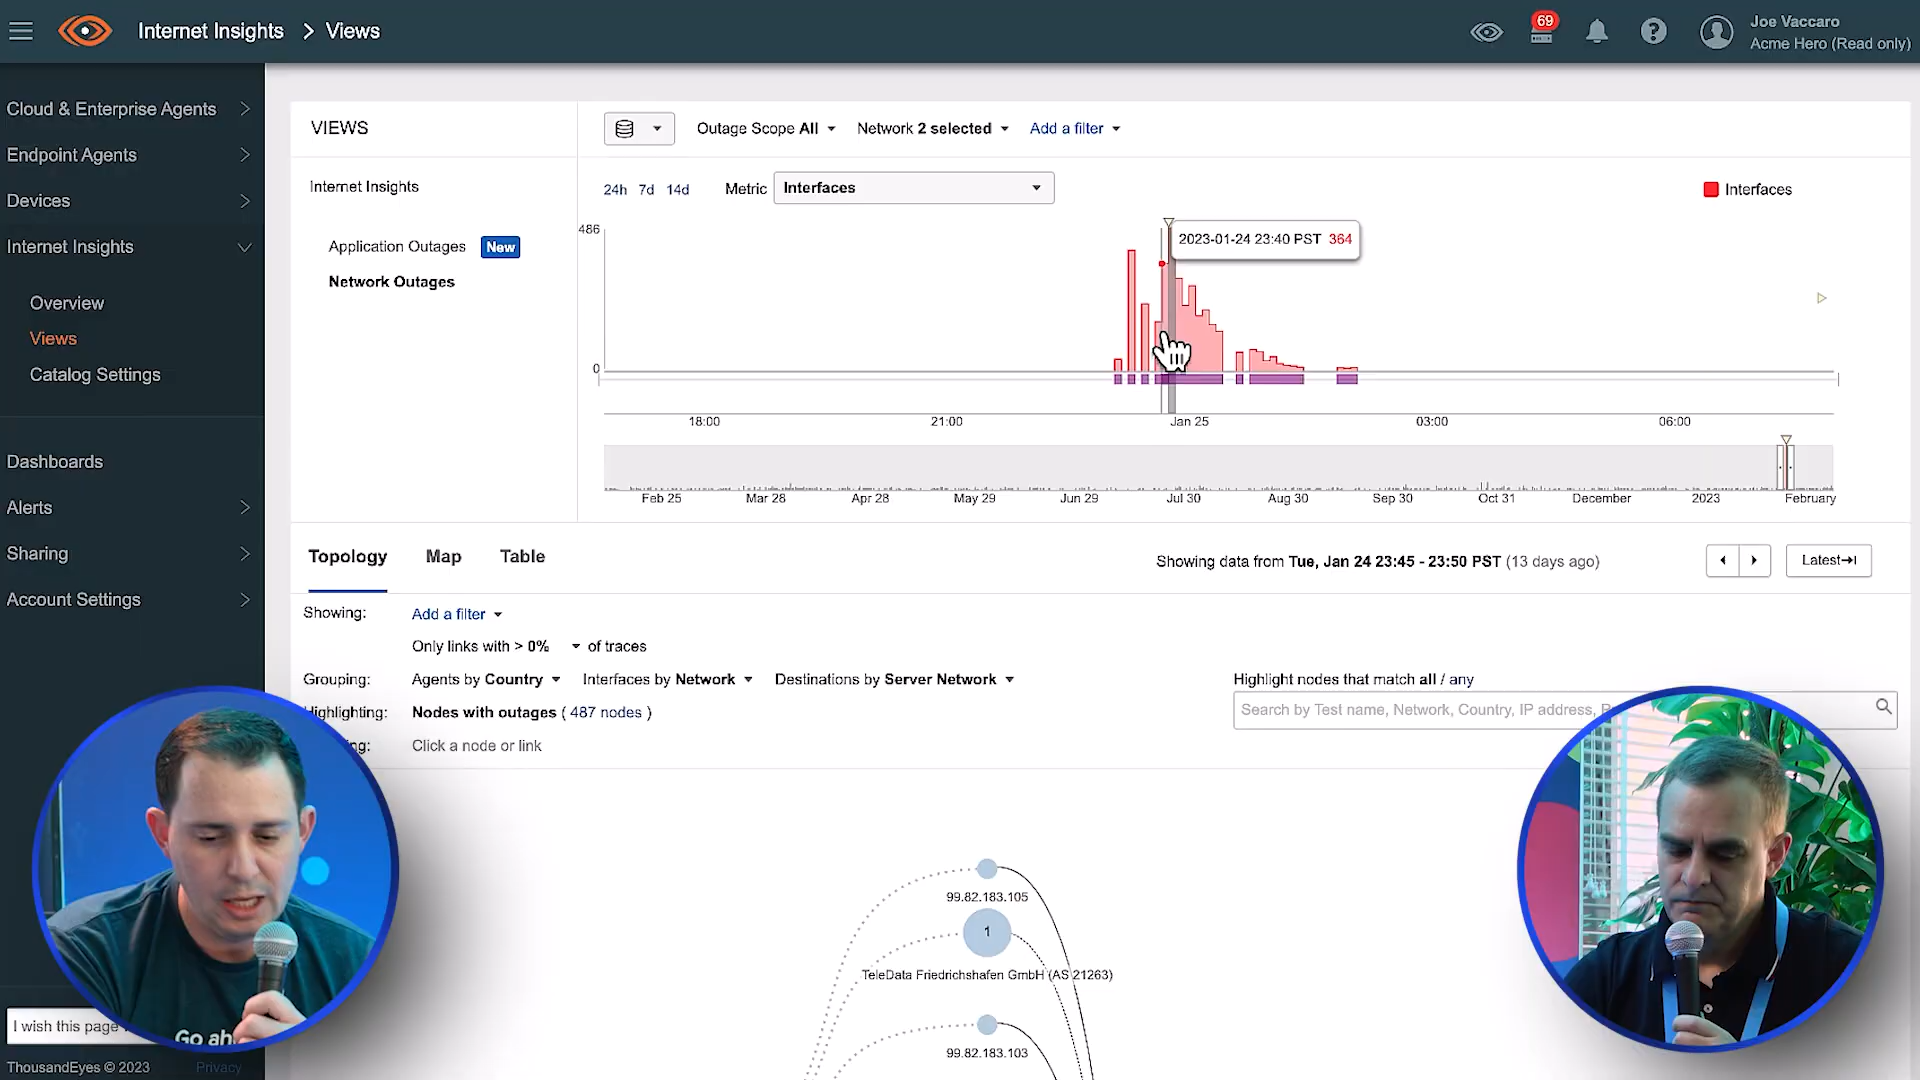 Internet Insights > Views
69
Joe Vaccaro
Acme Hero (Read only)
Cloud & Enterprise Agents
Endpoint Agents
Devices
Internet Insights
Overview
Views
Catalog Settings
Dashboards
Alerts
Sharing
Account Settings
I wish this page
ThousandEyes © 2023 Privacy
VIEWS
Internet Insights
Application Outages New
Network Outages
Outage Scope All Network 2 selected Add a filter
24h 7d 14d Metric Interfaces
Interfaces
486
2023-01-24 23:40 PST 364
0
18:00 21:00 Jan 25 03:00 06:00
Feb 25 Mar 28 Apr 28 May 29 Jun 29 Jul 30 Aug 30 Sep 30 Oct 31 December 2023 February
Topology Map Table
Showing data from Tue, Jan 24 23:45 - 23:50 PST (13 days ago)
Latest
Showing: Add a filter
Only links with > 0% of traces
Grouping: Agents by Country Interfaces by Network Destinations by Server Network
Highlight nodes that match all / any
Highlighting: Nodes with outages ( 487 nodes )
Search by Test name, Network, Country, IP address,
Click a node or link
99.82.183.105
1
TeleData Friedrichshafen GmbH (AS 21263)
99.82.183.103
Go